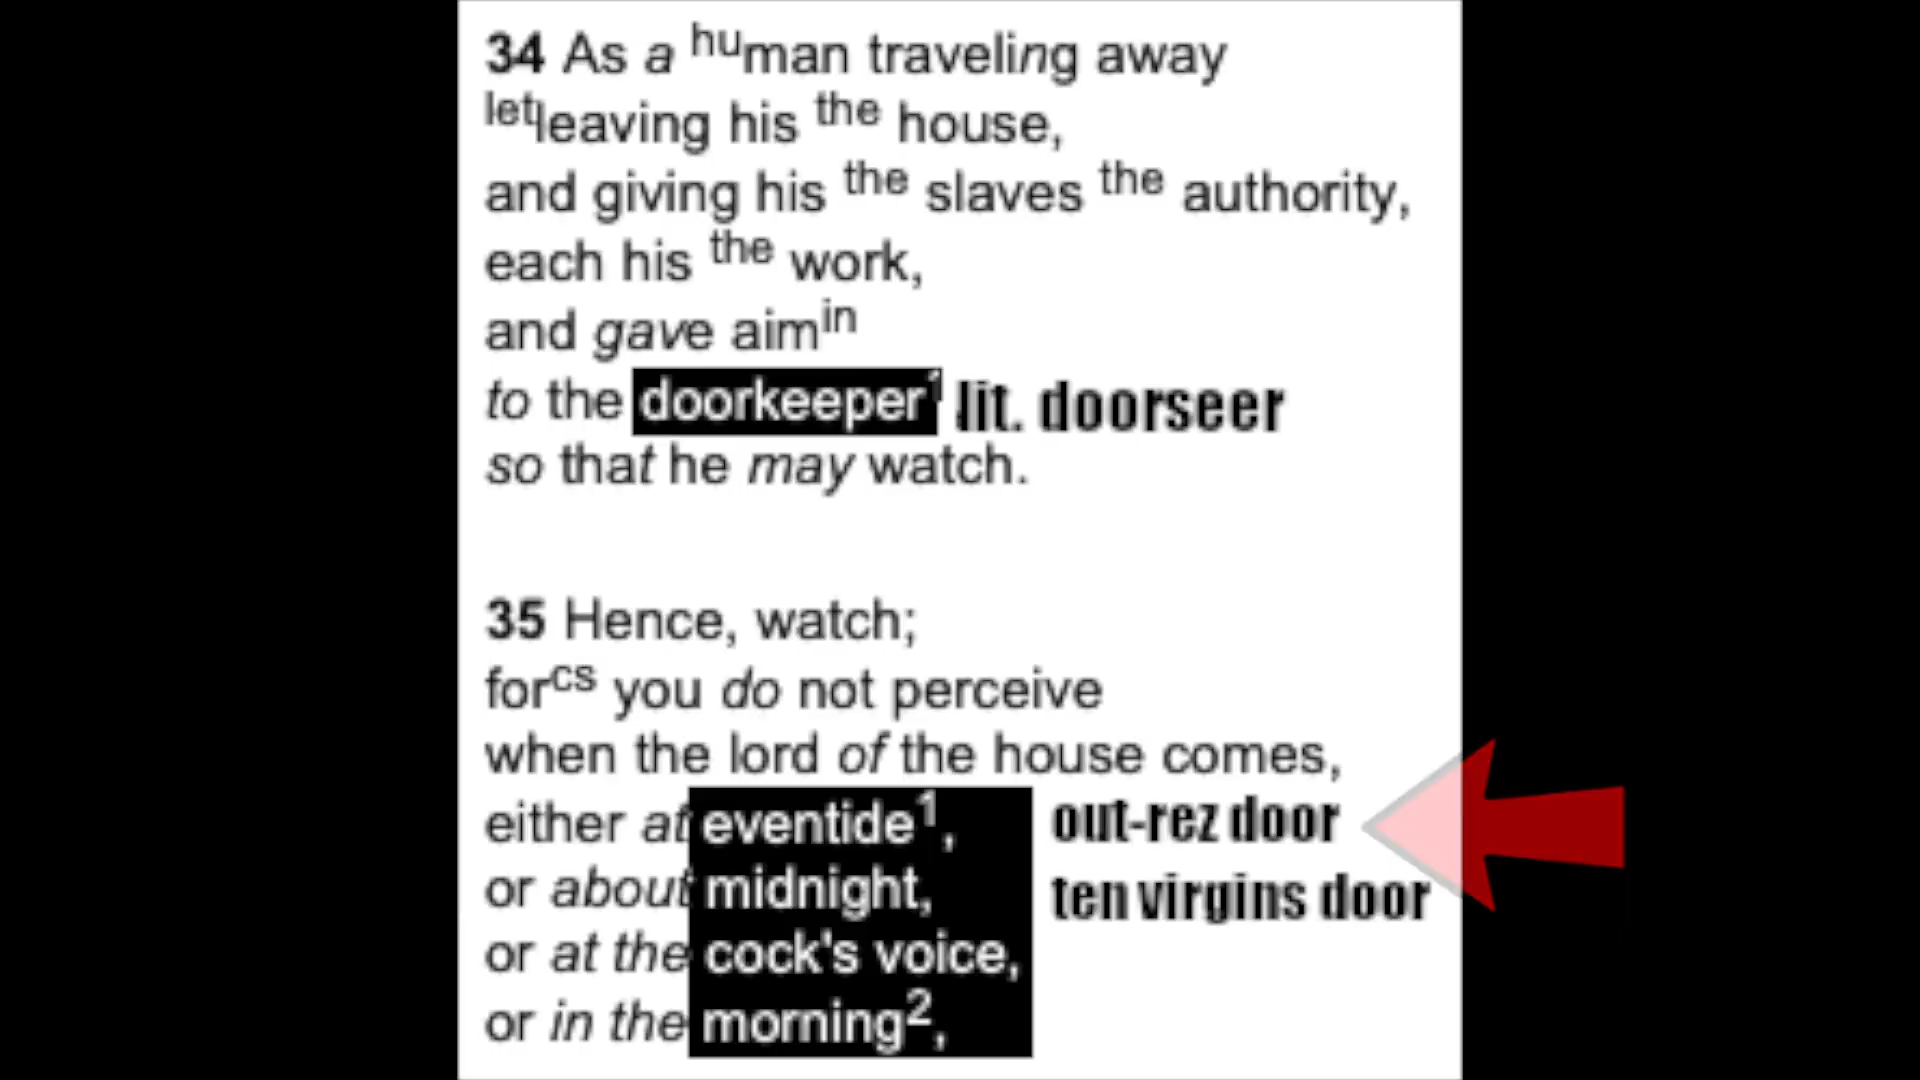 34 As a human traveling away
letleaving his the house,
and giving his the slaves the authority,
each his the work,
and gave aimin
to the doorkeeper1 lit. doorseer
so that he may watch.
35 Hence, watch;
forcs you do not perceive
when the lord of the house comes,
either at eventide1, out-rez door
or about midnight, ten virgins door
or at the cock's voice,
or in the morning2,